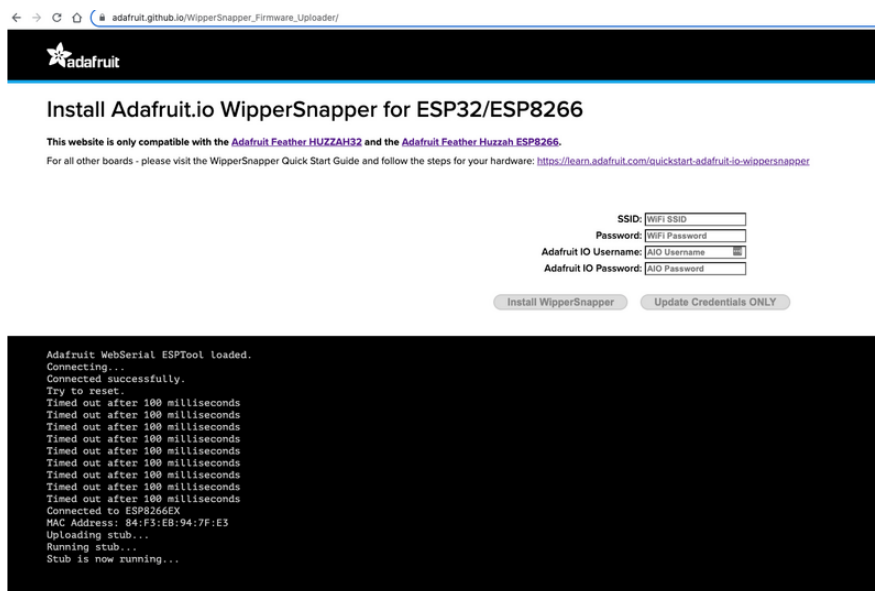 adafruit.github.io/WipperSnapper_Firmware_Uploader/
adafruit
Install Adafruit.io WipperSnapper for ESP32/ESP8266
This website is only compatible with the Adafruit Feather HUZZAH32 and the Adafruit Feather Huzzah ESP8266.
For all other boards - please visit the WipperSnapper Quick Start Guide and follow the steps for your hardware: https://learn.adafruit.com/quickstart-adafruit-io-wippersnapper
SSID: WiFi SSID
Password: WiFi Password
Adafruit IO Username: AIO Username
Adafruit IO Password: AIO Password
Install WipperSnapper Update Credentials ONLY
Adafruit WebSerial ESPTool loaded.
Connecting...
Connected successfully.
Try to reset.
Timed out after 100 milliseconds
Timed out after 100 milliseconds
Timed out after 100 milliseconds
Timed out after 100 milliseconds
Timed out after 100 milliseconds
Timed out after 100 milliseconds
Timed out after 100 milliseconds
Timed out after 100 milliseconds
Timed out after 100 milliseconds
Connected to ESP8266EX
MAC Address: 84:F3:EB:94:7F:E3
Uploading stub...
Running stub...
Stub is now running...